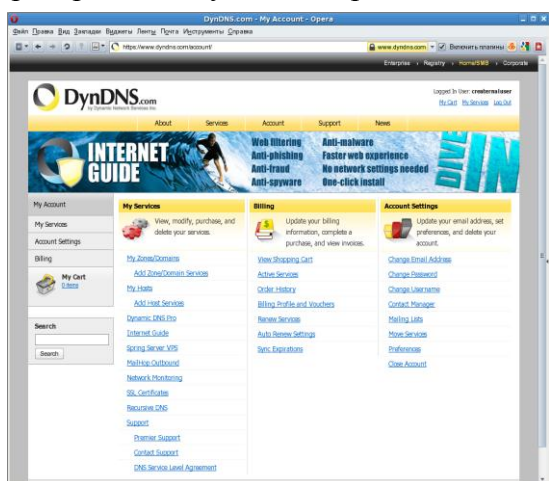 DynDNS.com - My Account - Opera
Файл Правка Вид Закладки Виджеты Ленты Почта Инструменты Справка
https://www.dyndns.com/account/
www.dyndns.com
Включить плагины
Enterprise Registry Home/SMB Corporate
DynDNS.com
by Dynamic Network Services Inc.
Logged In User:
My Cart My Services Log Out
About Services Account Support News
INTERNET GUIDE
Web filtering Anti-malware
Anti-phishing Faster web experience
Anti-fraud No network settings needed
Anti-spyware One-click install
DIVE IN
My Account
My Services
Account Settings
Billing
My Cart
0 items
Search
Search
My Services
View, modify, purchase, and
delete your services.
My Zones/Domains
Add Zone/Domain Services
My Hosts
Add Host Services
Dynamic DNS Pro
Internet Guide
Spring Server VPS
MailHop Outbound
Network Monitoring
SSL Certificates
Recursive DNS
Support
Premier Support
Contact Support
DNS Service Level Agreement
Billing
Update your billing
information, complete a
purchase, and view invoices.
View Shopping Cart
Active Services
Order History
Billing Profile and Vouchers
Renew Services
Auto Renew Settings
Sync Expirations
Account Settings
Update your email address, set
preferences, and delete your
account.
Change Email Address
Change Password
Change Username
Contact Manager
Mailing Lists
Move Services
Preferences
Close Account